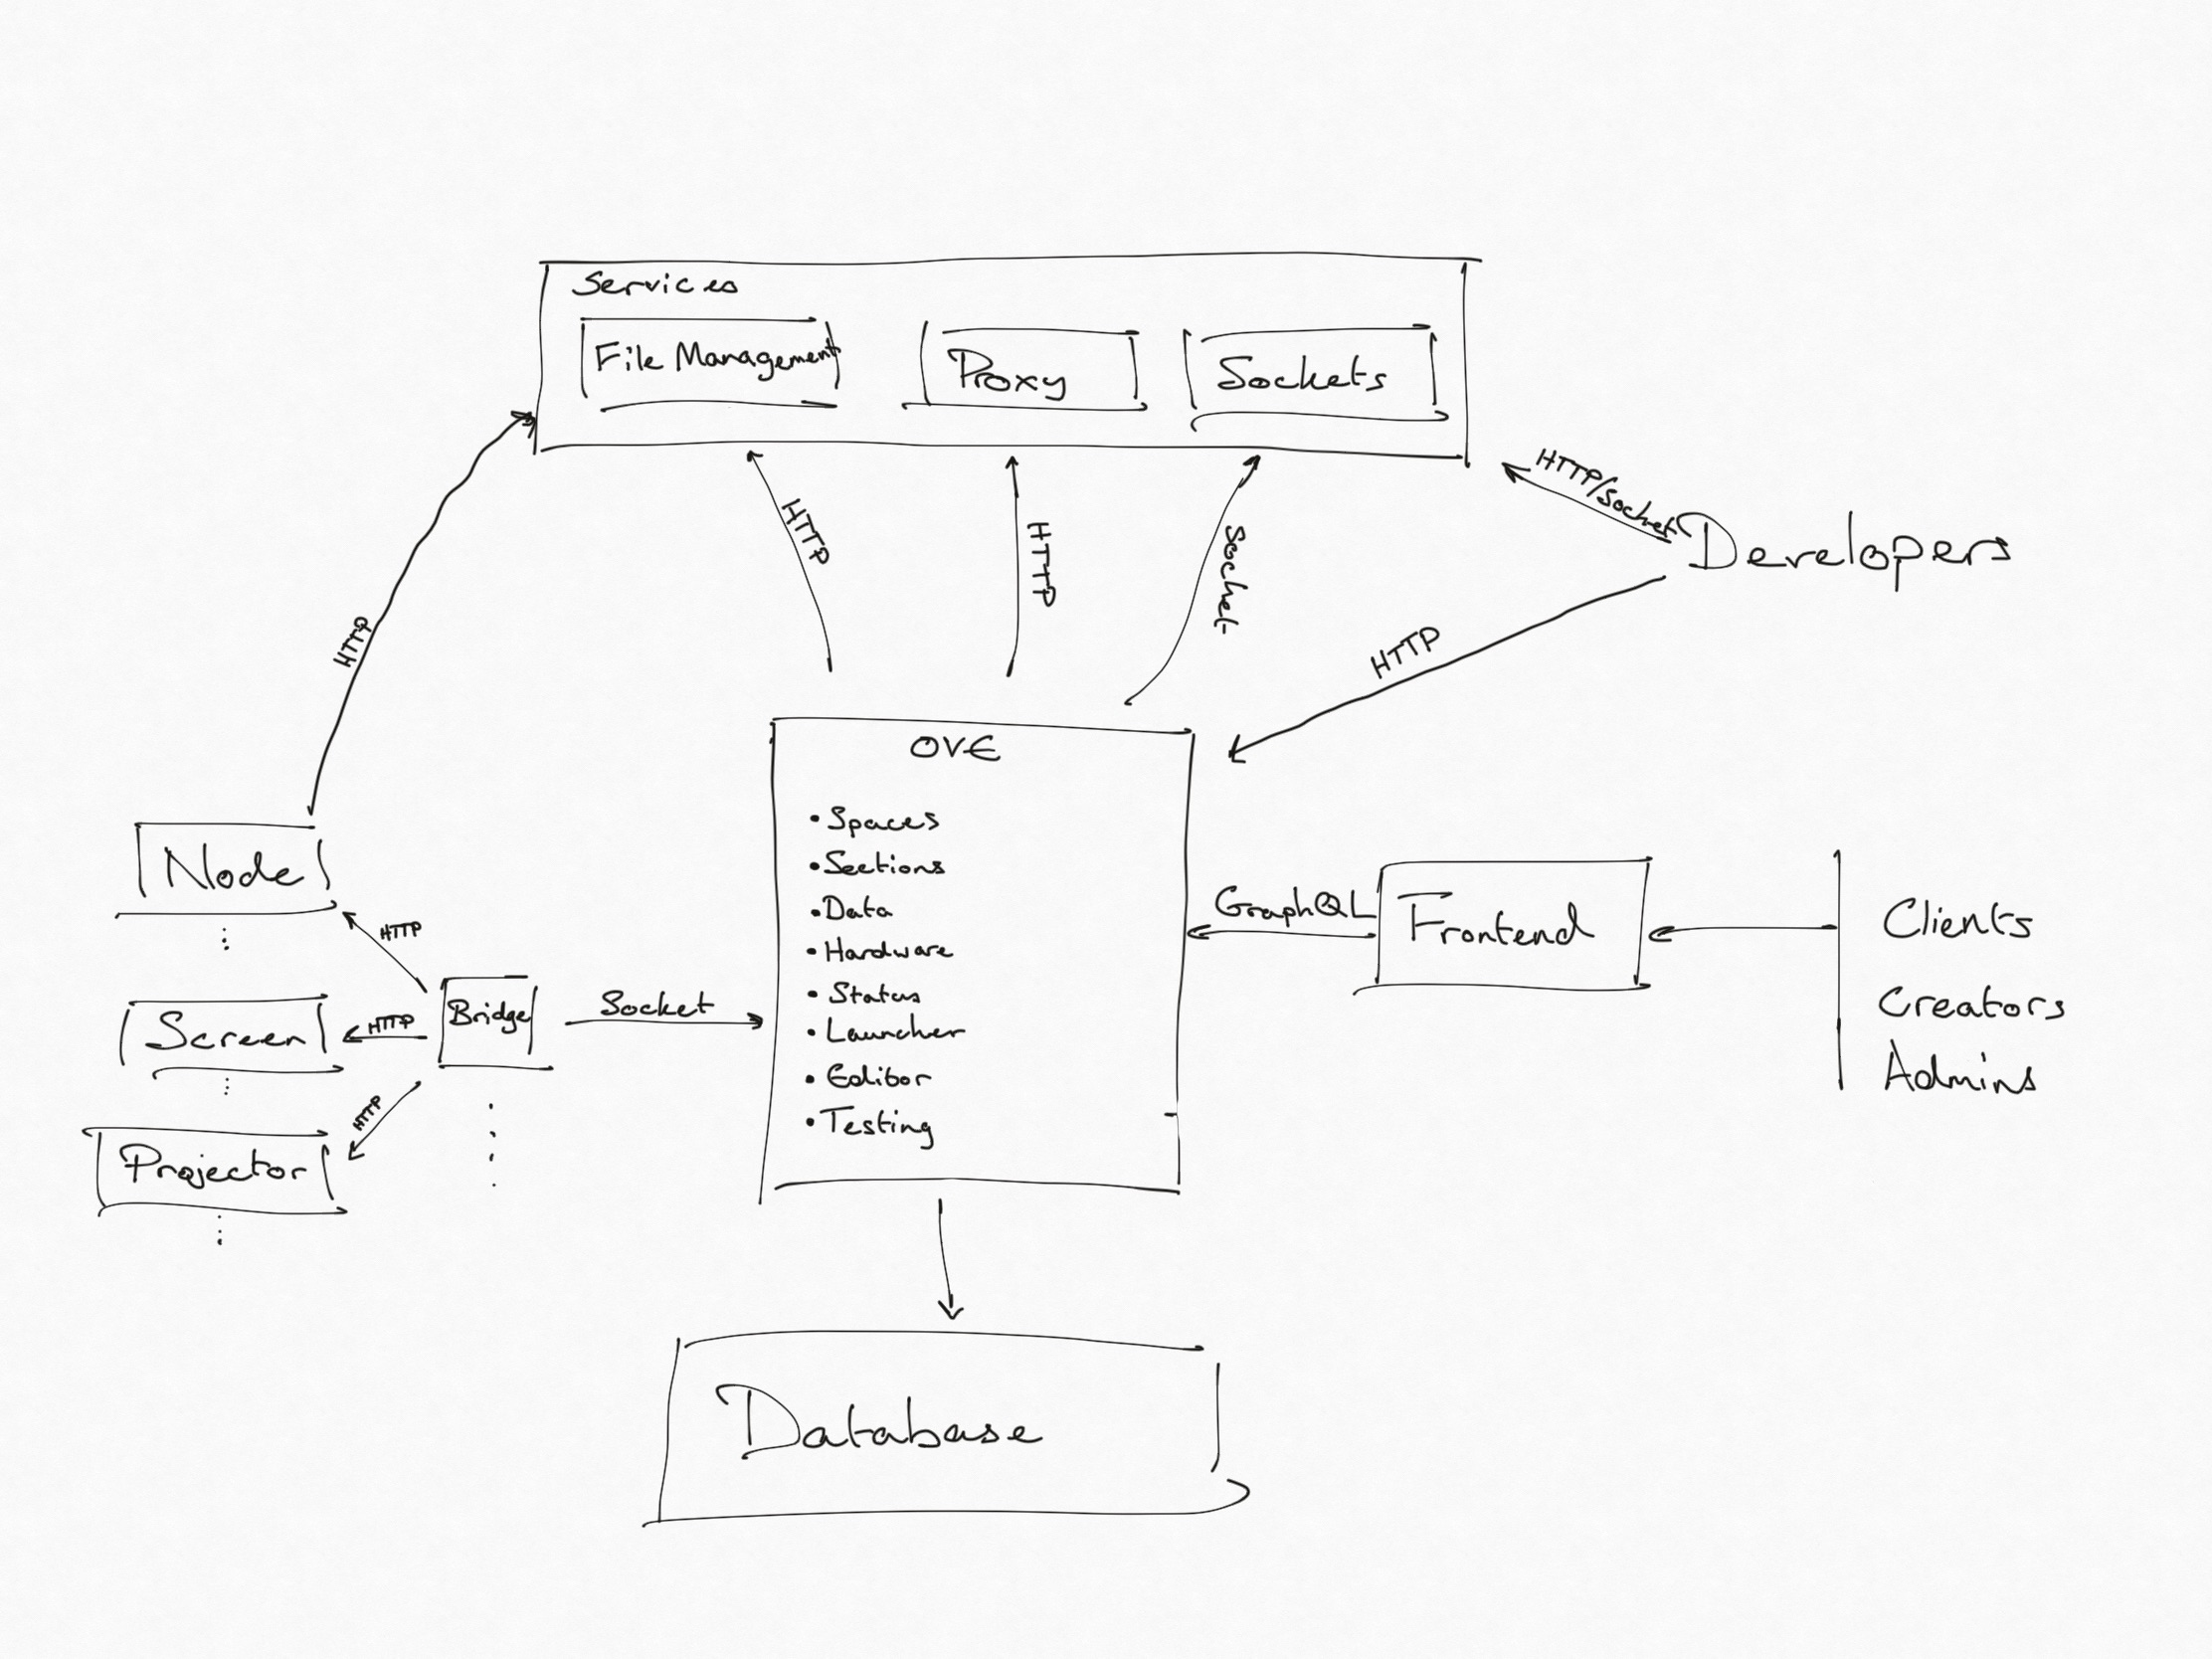 Services
File Management
Proxy
Sockets
HTTP/Socket
Developers
HTTP
HTTP
Socket
HTTP
HTTP
OVE
• Spaces
• Sections
• Data
• Hardware
• Status
• Launcher
• Editor
• Testing
Node
HTTP
Screen
HTTP
Bridge
Socket
Projector
HTTP
GraphQL
Frontend
Clients
Creators
Admins
Database